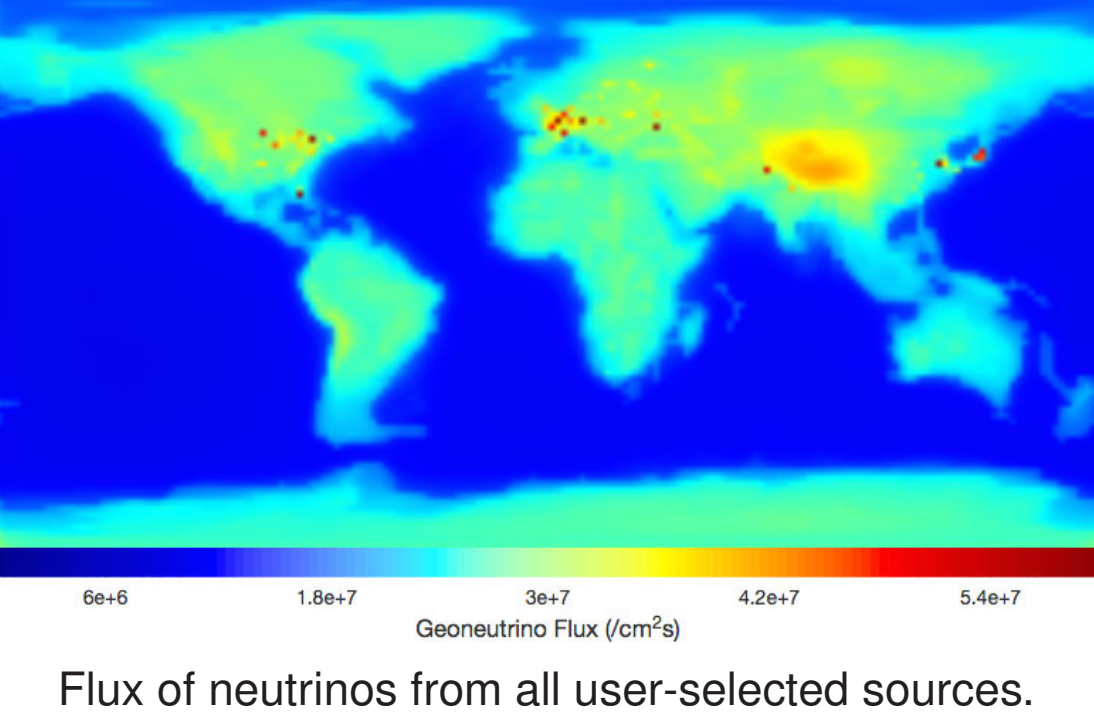 6e+6 1.8e+7 3e+7 4.2e+7 5.4e+7
Geoneutrino Flux (/cm²s)
Flux of neutrinos from all user-selected sources.